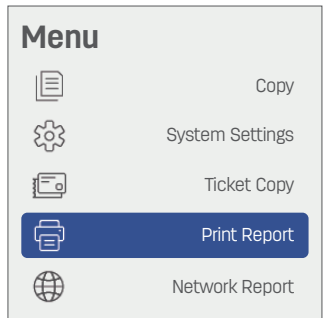 Menu
Copy
System Settings
Ticket Copy
Print Report
Network Report